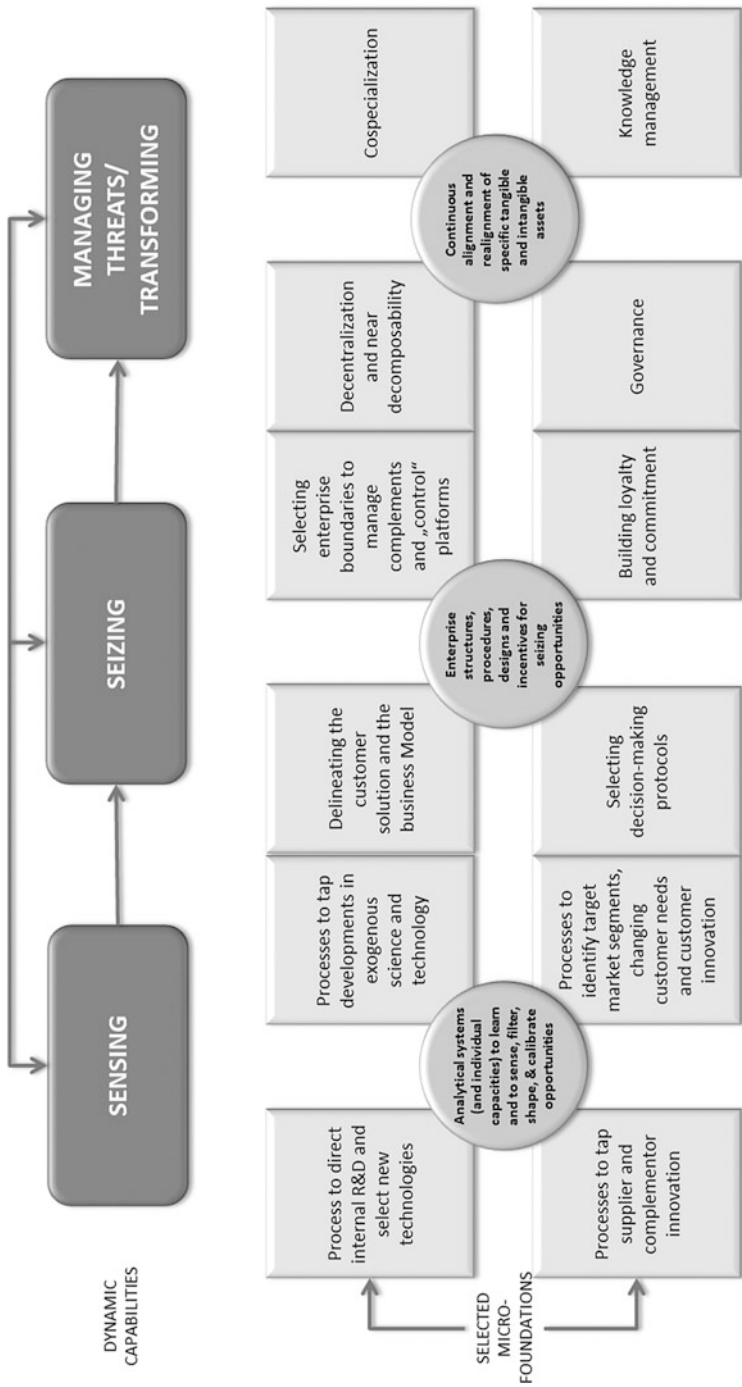 DYNAMIC
CAPABILITIES
SENSING
SEIZING
MANAGING
THREATS/
TRANSFORMING
SELECTED
MICRO-
FOUNDATIONS
Process to direct
internal R&D and
select new
technologies
Processes to tap
developments in
exogenous
science and
technology
Delineating the
customer
solution and the
business Model
Selecting
enterprise
boundaries to
manage
complements
and „control“
platforms
Decentralization
and near
decomposability
Cospecialization
Analytical systems
(and individual
capacities) to learn
and to sense, filter,
shape, & calibrate
opportunities
Enterprise
structures,
procedures,
designs and
incentives for
seizing
opportunities
Continuous
alignment and
realignment of
specific tangible
and intangible
assets
Processes to tap
supplier and
complementor
innovation
Processes to
identify target
market segments,
changing
customer needs
and customer
innovation
Selecting
decision-making
protocols
Building loyalty
and commitment
Governance
Knowledge
management